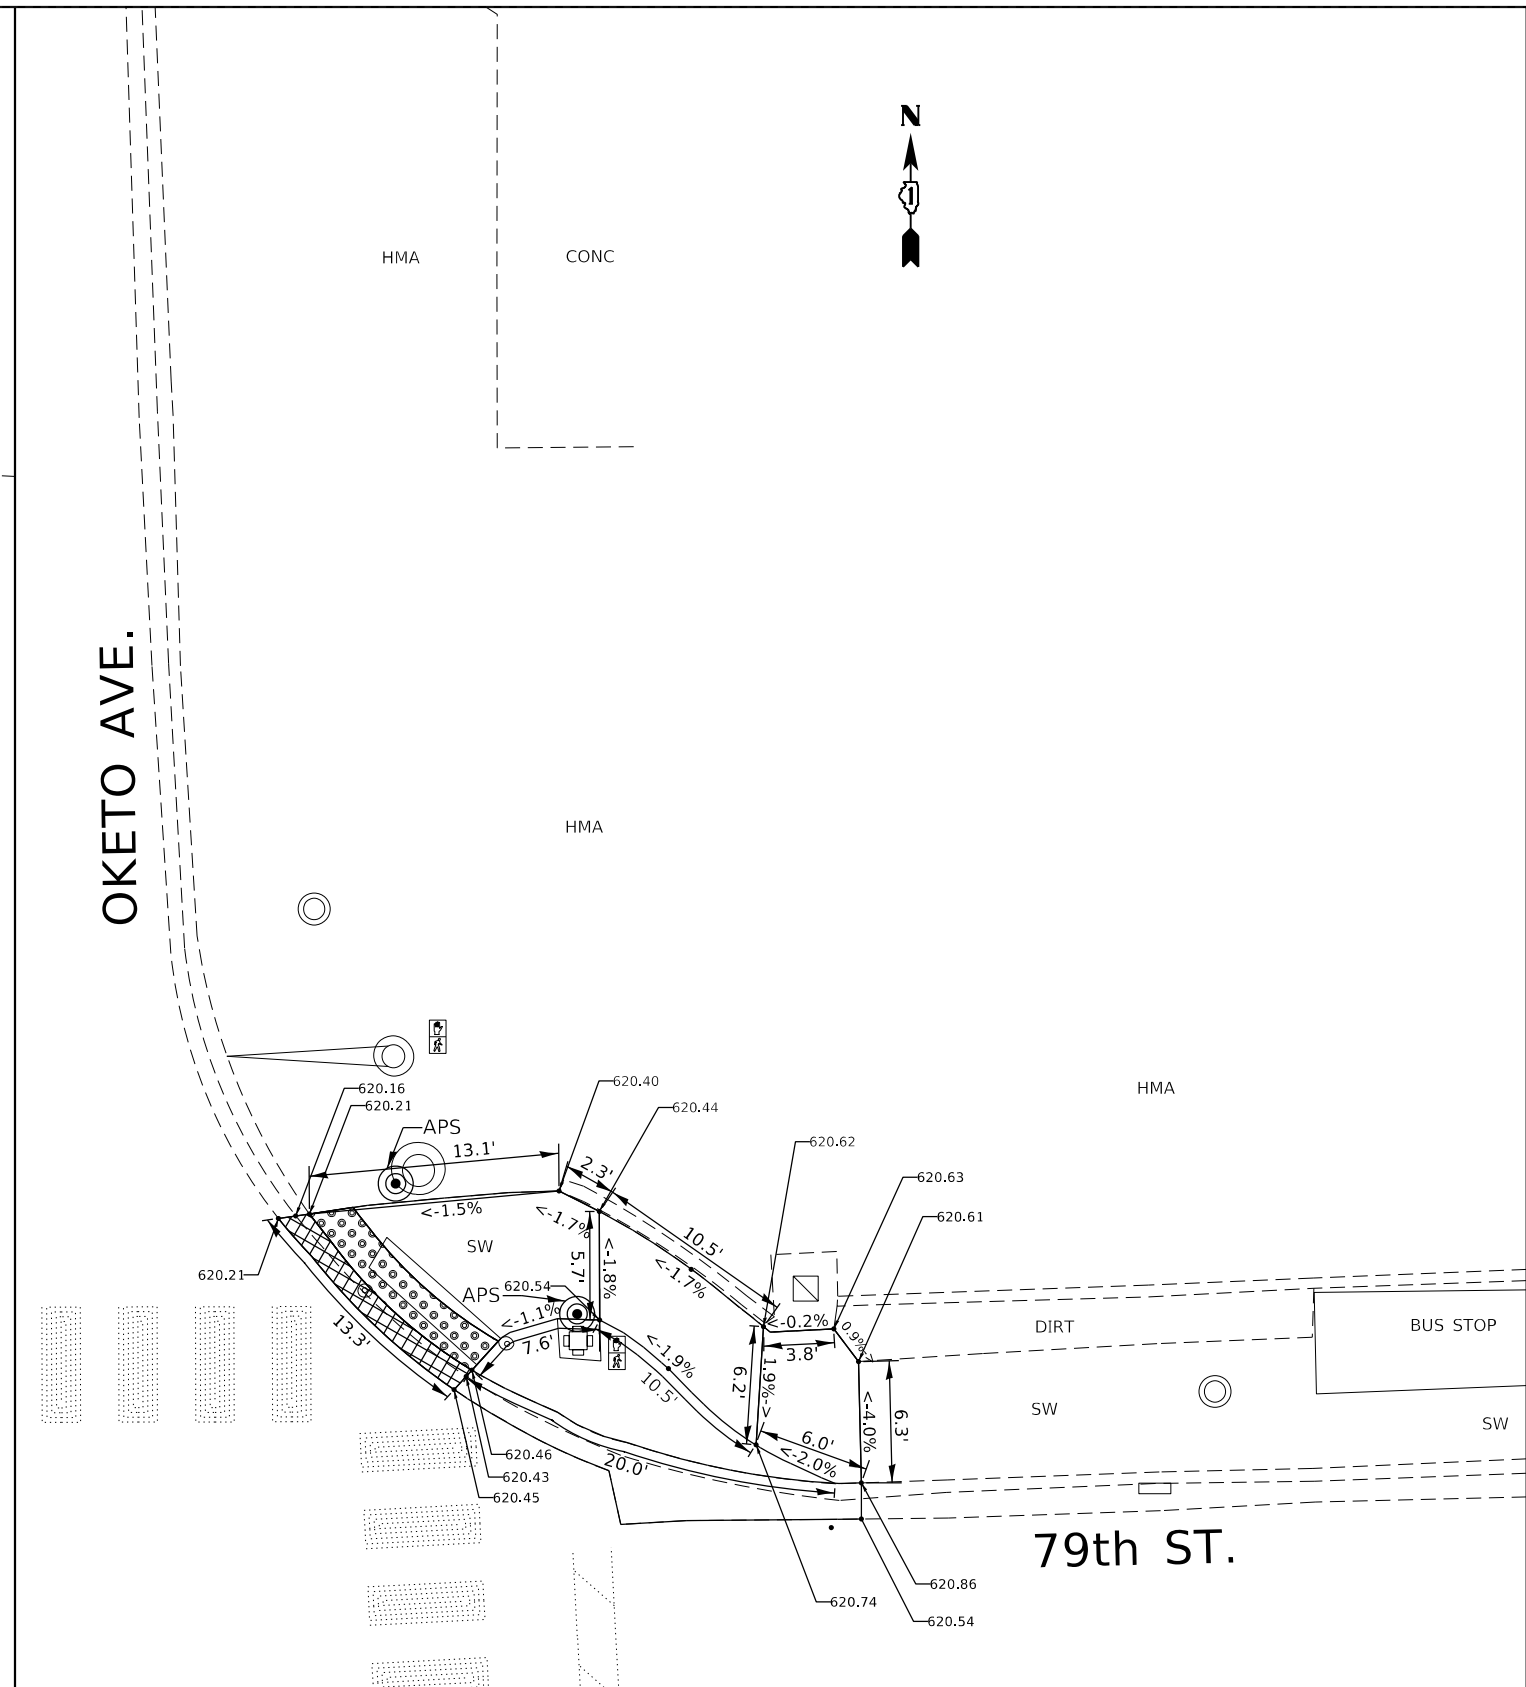 N
1
HMA
CONC
OKETO AVE.
HMA
HMA
620.16
620.21
APS
13.1'
620.40
620.44
2.3'
620.62
620.63
620.61
<-1.5%
<-1.7%
10.5'
SW
5.7'
<-1.8%
<-1.7%
620.21
APS
620.54
<-1.1%
7.6'
13.3'
<-0.2%
0.9%->
3.8'
DIRT
BUS STOP
<-1.9%
10.5'
6.2'
1.9%->
<-4.0%
6.3'
SW
SW
6.0'
<-2.0%
620.46
620.43
620.45
20.0'
79th ST.
620.86
620.74
620.54